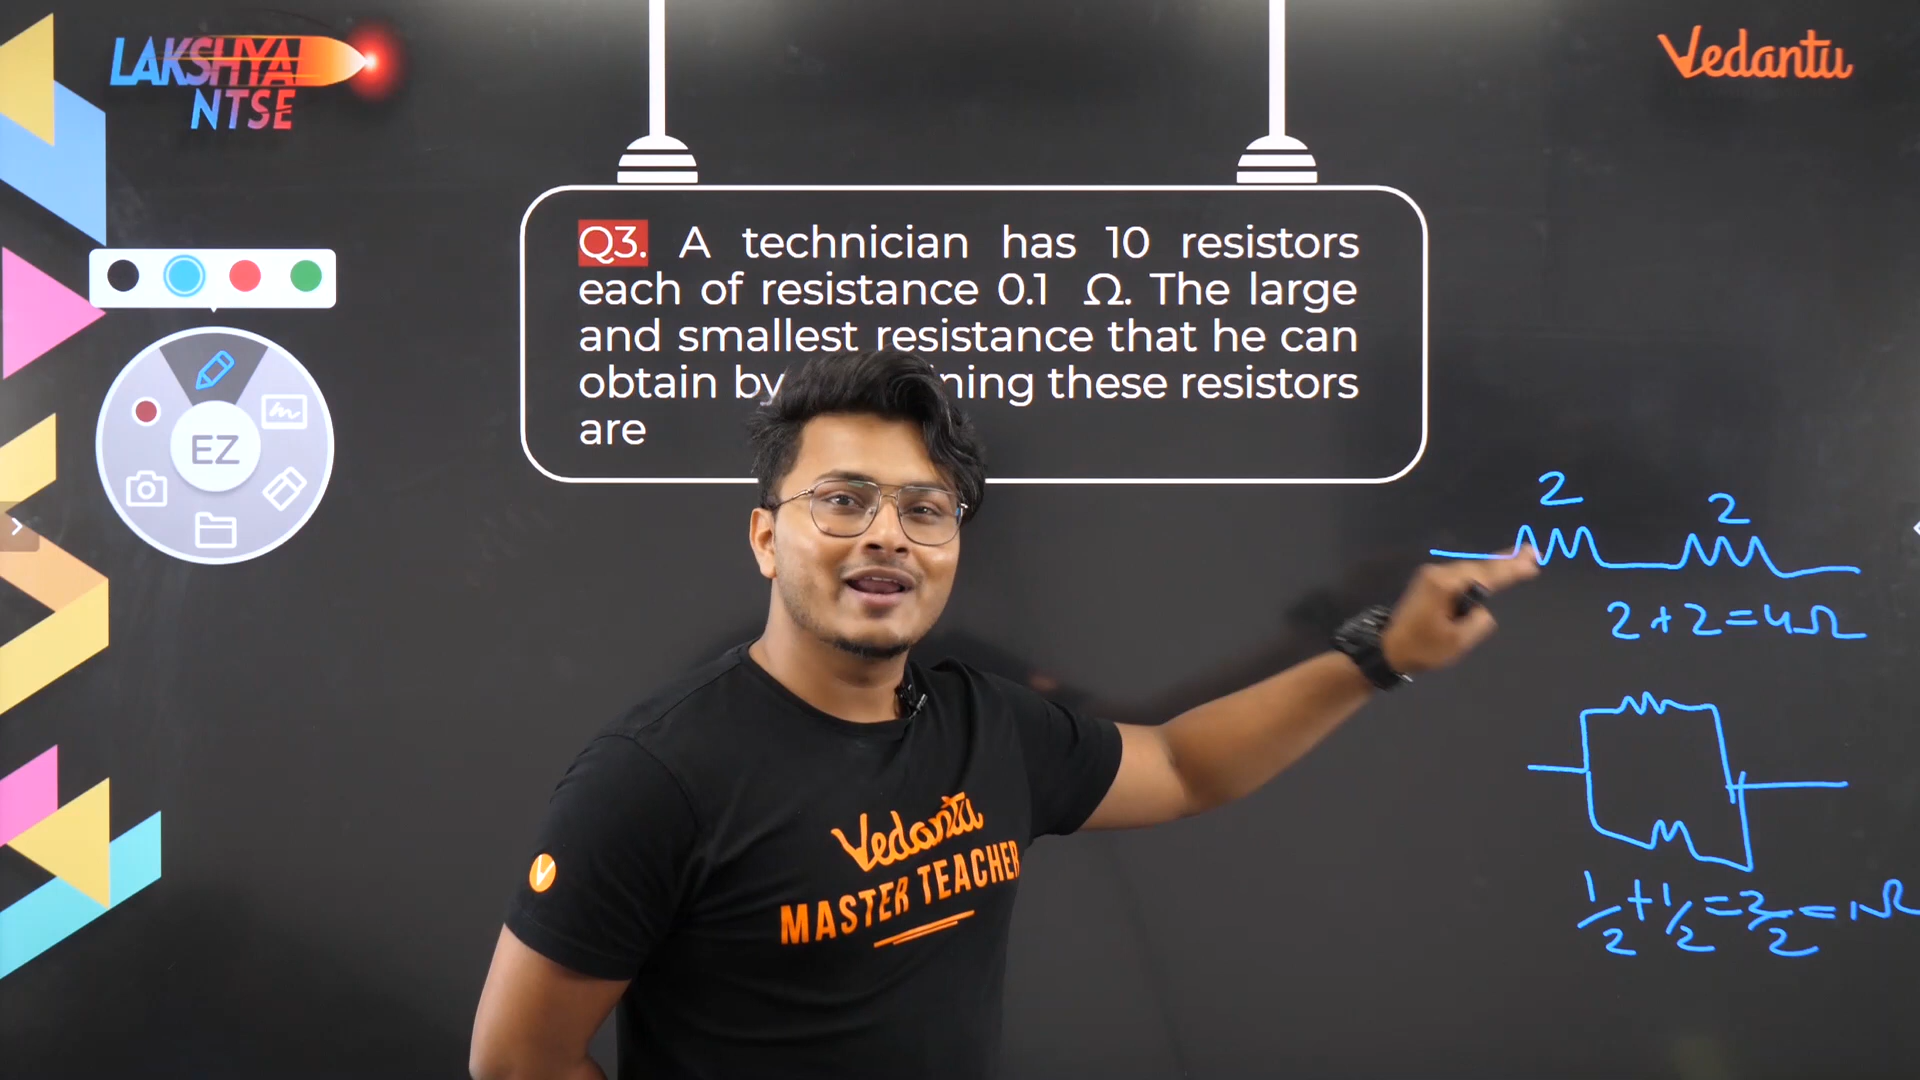 LAKSHYA
NTSE
Vedantu
Q3. A technician has 10 resistors
each of resistance 0.1 Ω. The large
and smallest resistance that he can
obtain these resistors
are
EZ
2
2
2+2=4Ω
1/2+1/2=2/2=1Ω
Vedantu
MASTER TEACHER
V